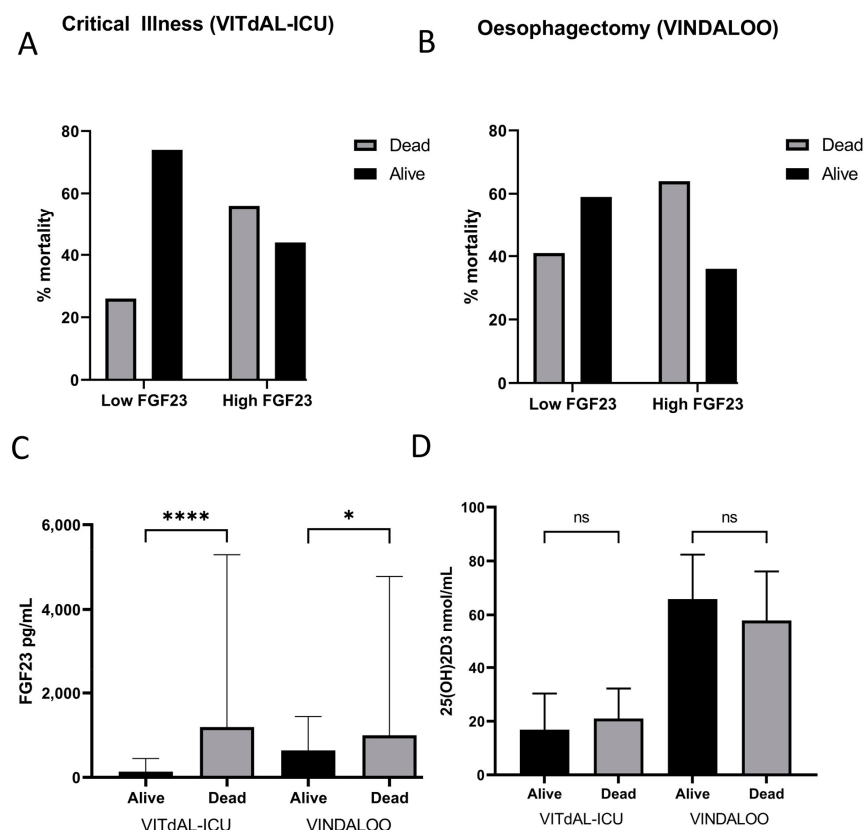 Critical Illness (VITdAL-ICU)
Oesophagectomy (VINDALOO)
A
B
80
60
40
20
0
% mortality
Dead
Alive
Low FGF23
High FGF23
80
60
40
20
0
% mortality
Dead
Alive
Low FGF23
High FGF23
C
D
6,000
4,000
2,000
0
FGF23 pg/mL
****
*
Alive
Dead
Alive
Dead
VITdAL-ICU
VINDALOO
100
80
60
40
20
0
25(OH)2D3 nmol/mL
ns
ns
Alive
Dead
Alive
Dead
VITdAL-ICU
VINDALOO